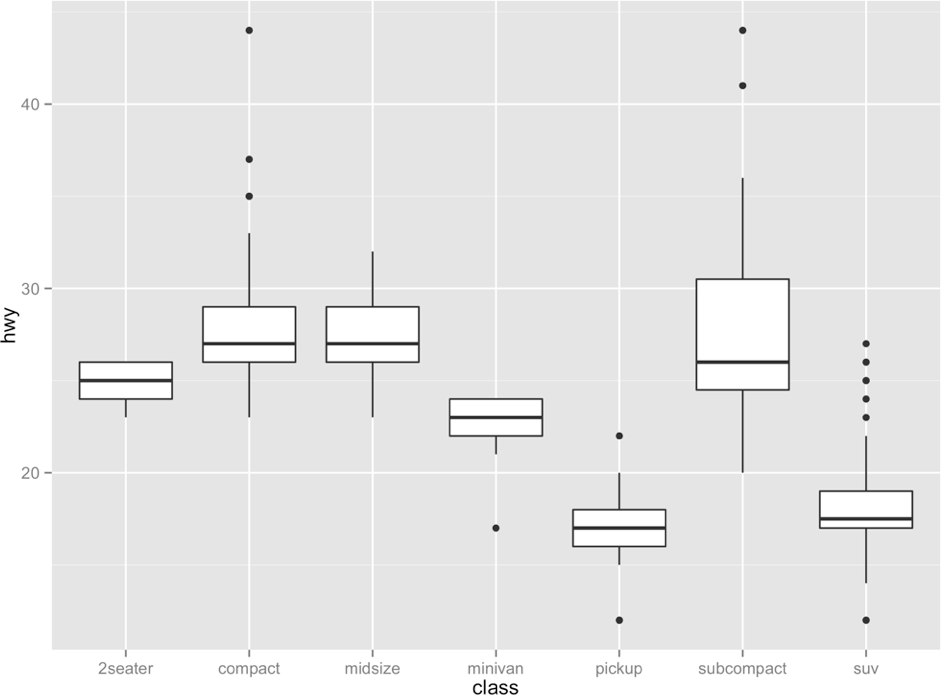 hwy
40
30
20
2seater compact midsize minivan pickup subcompact suv
class